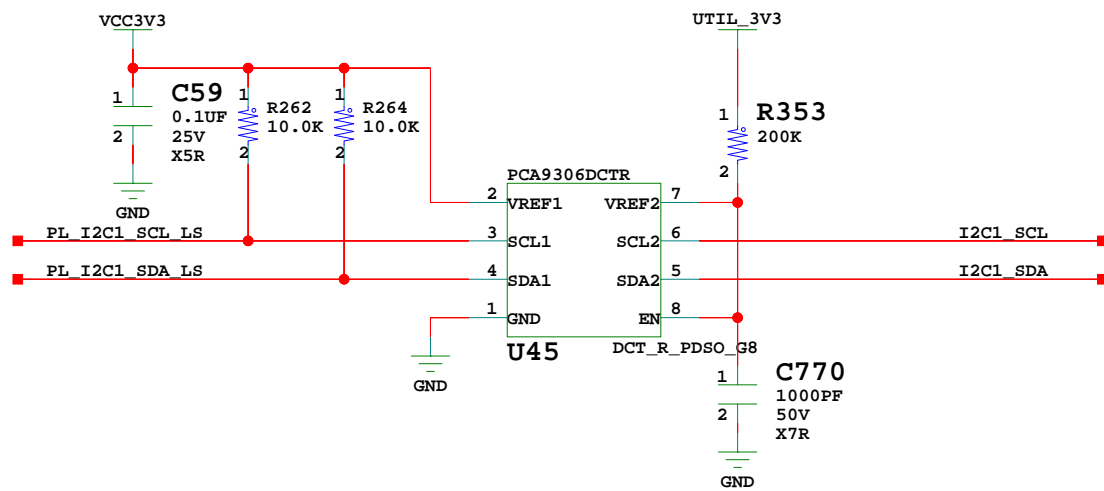 VCC3V3
UTIL_3V3
1
C59
0.1UF
25V
X5R
2
GND
1
R262
10.0K
2
1
R264
10.0K
2
1
R353
200K
2
PCA9306DCTR
2
VREF1
VREF2
7
PL_I2C1_SCL_LS
3
SCL1
SCL2
6
I2C1_SCL
PL_I2C1_SDA_LS
4
SDA1
SDA2
5
I2C1_SDA
1
GND
EN
8
GND
U45
DCT_R_PDSO_G8
1
C770
1000PF
50V
X7R
2
GND